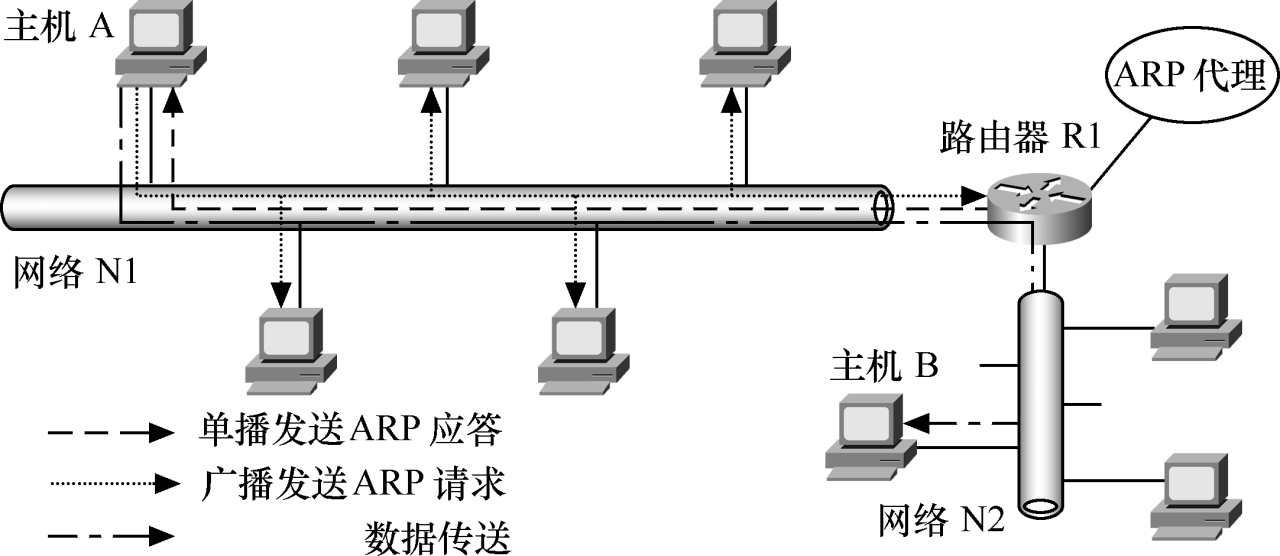 主机 A
ARP 代理
路由器 R1
网络 N1
主机 B
单播发送ARP 应答
广播发送ARP 请求
网络 N2
数据传送